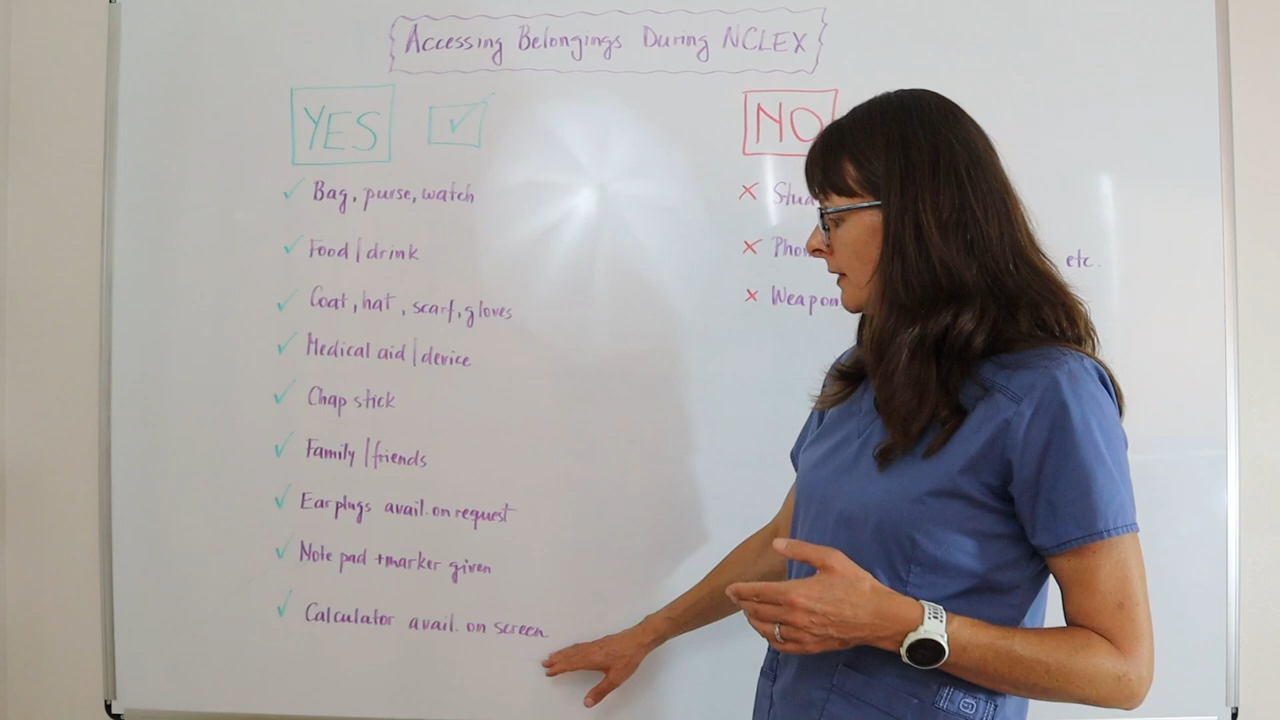 Accessing Belongings During NCLEX
YES
Bag, purse, watch
Food/drink
Coat, hat, scarf, gloves
Medical aid/device
Chap stick
Family/friends
Earplugs avail. on request
Note pad + marker given
Calculator avail. on screen
NO
etc.